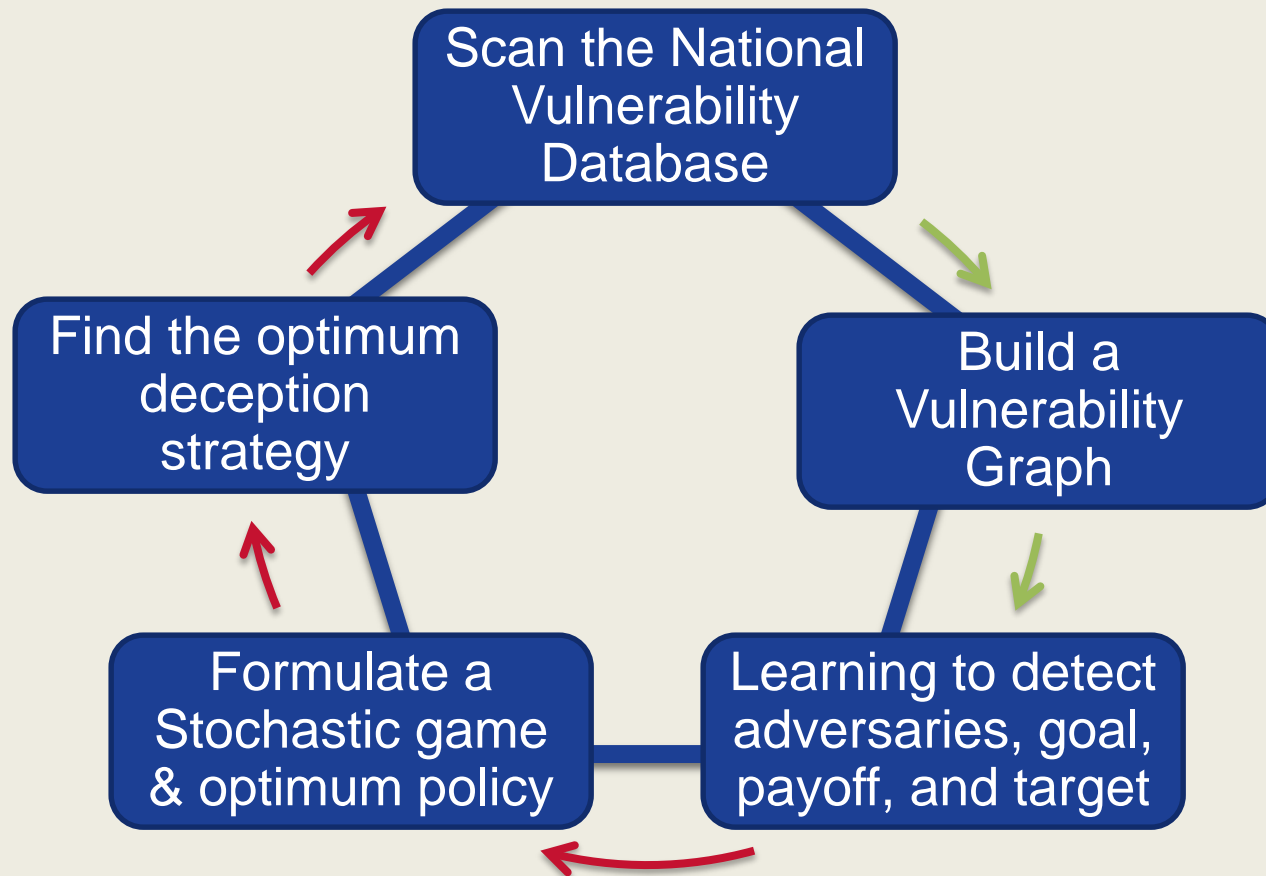 Scan the National
Vulnerability
Database
Build a
Vulnerability
Graph
Learning to detect
adversaries, goal,
payoff, and target
Formulate a
Stochastic game
& optimum policy
Find the optimum
deception
strategy